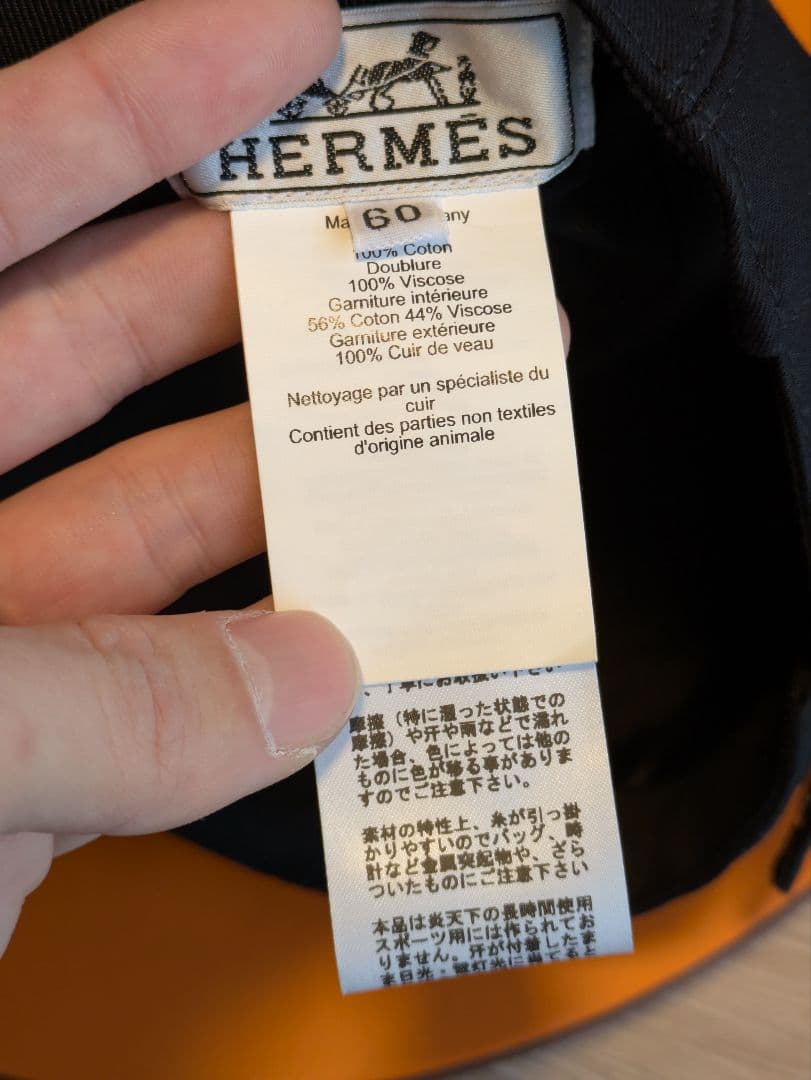 HERMĒS
60
Ma any
100% Coton
Doublure
100% Viscose
Garniture intérieure
56% Coton 44% Viscose
Garniture extérieure
100% Cuir de veau
Nettoyage par un spécialiste du
cuir
Contient des parties non textiles
d'origine animale
摩擦（特に湿った状態での
摩擦）や汗や雨などで濡れ
た場合、色によっては他の
ものに色が移る事がありま
すのでご注意下さい。
素材の特性上、糸が引っ掛
かりやすいのでバッグ、時
計など金属突起物や、ざら
ついたものにご注意下さい
本品は炎天下の長時間使用
スポーツ用には作られてお
りません。汗が付着したま